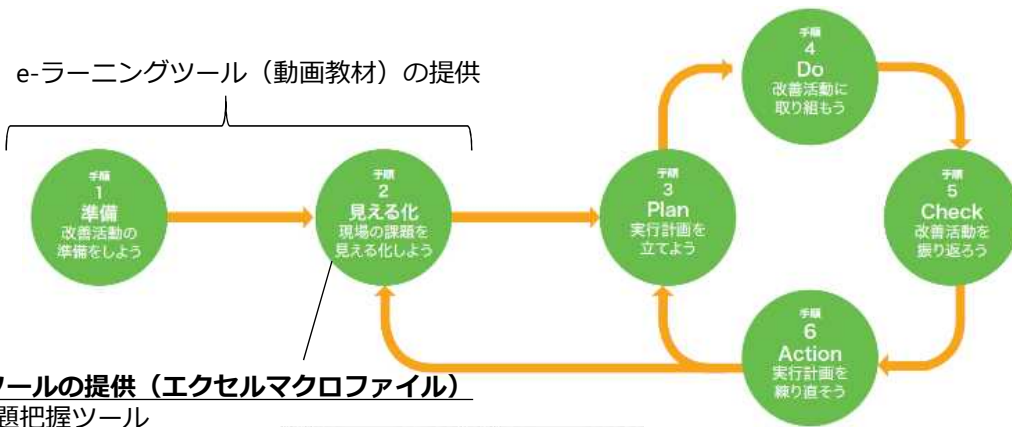 e-ラーニングツール（動画教材）の提供
手順
1
準備
改善活動の
準備をしよう
手順
2
見える化
現場の課題を
見える化しよう
手順
3
Plan
実行計画を
立てよう
手順
4
Do
改善活動に
取り組もう
手順
5
Check
改善活動を
振り返ろう
手順
6
Action
実行計画を
練り直そう
ツールの提供（エクセルマクロファイル）
題把握ツール